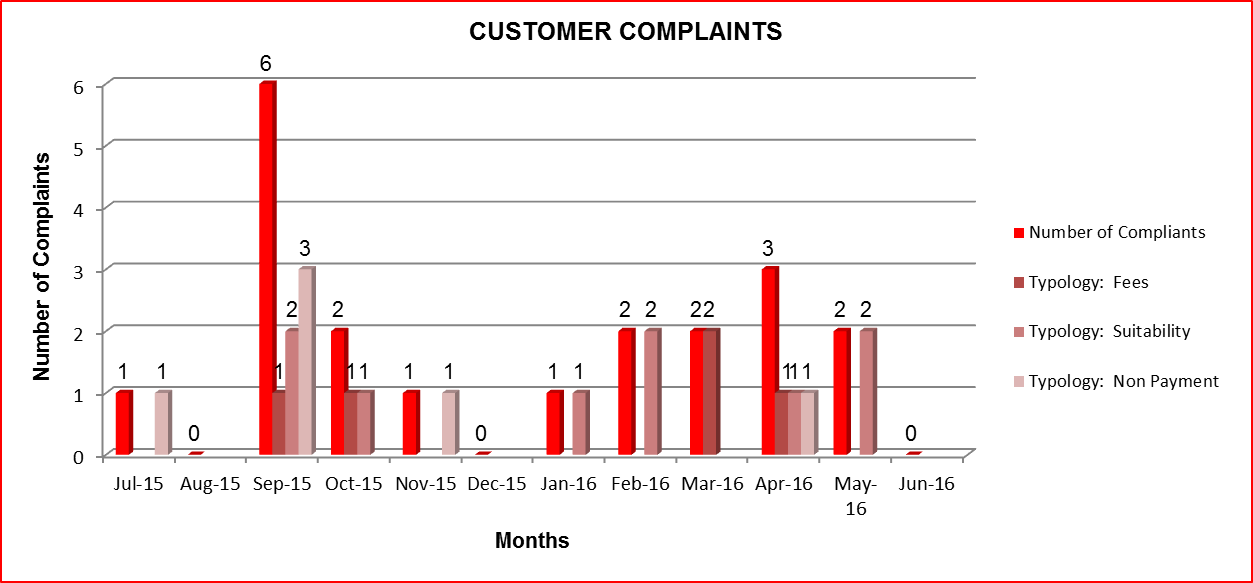 CUSTOMER COMPLAINTS
Number of Complaints
6
5
4
3
2
1
0
1 1
0
6 1 2 3
2 1 1
1 1
0
1 1
2 2
2 2
3 1 1 1
2 2
0
Jul-15 Aug-15 Sep-15 Oct-15 Nov-15 Dec-15 Jan-16 Feb-16 Mar-16 Apr-16 May-
16 Jun-16
Months
Number of Compliants
Typology:  Fees
Typology:  Suitability
Typology:  Non Payment